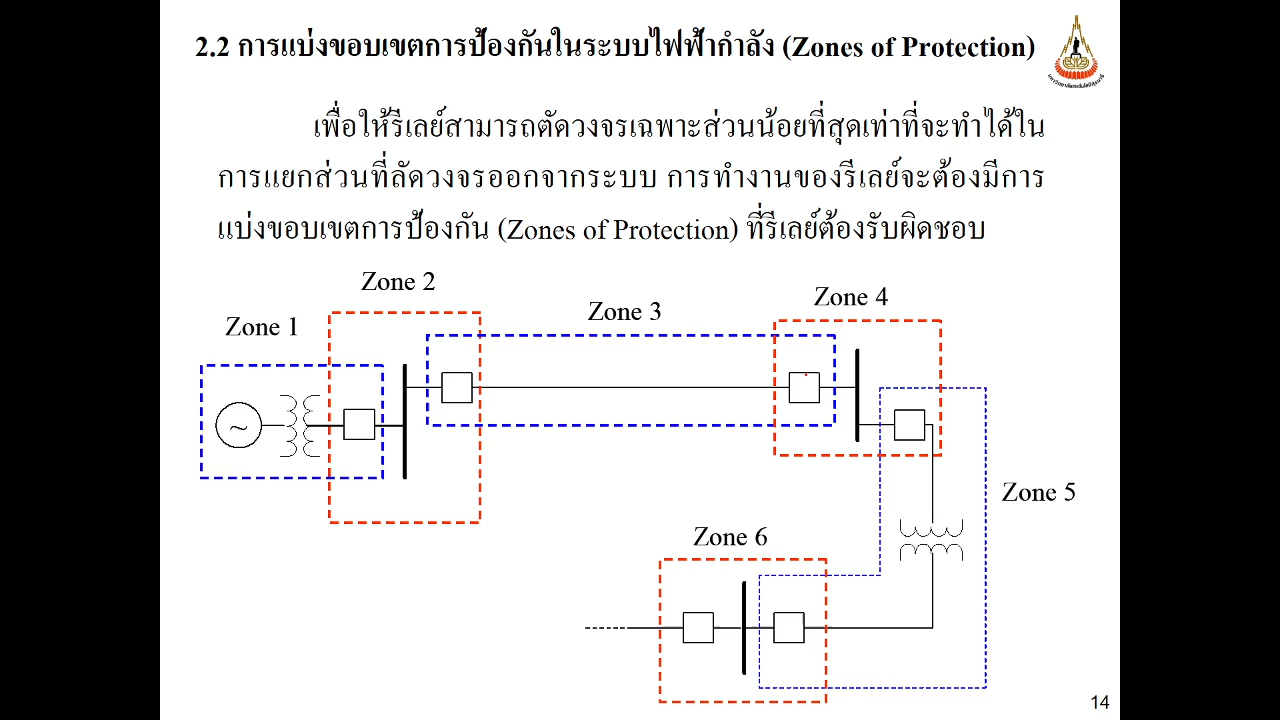 2.2 การแบ่งขอบเขตการป้องกันในระบบไฟฟ้ากำลัง (Zones of Protection)
เพื่อให้รีเลย์สามารถตัดวงจรเฉพาะส่วนน้อยที่สุดเท่าที่จะทำได้ใน
การแยกส่วนที่ลัดวงจรออกจากระบบ การทำงานของรีเลย์จะต้องมีการ
แบ่งขอบเขตการป้องกัน (Zones of Protection) ที่รีเลย์ต้องรับผิดชอบ
Zone 1
Zone 2
Zone 3
Zone 4
Zone 5
Zone 6
~
14